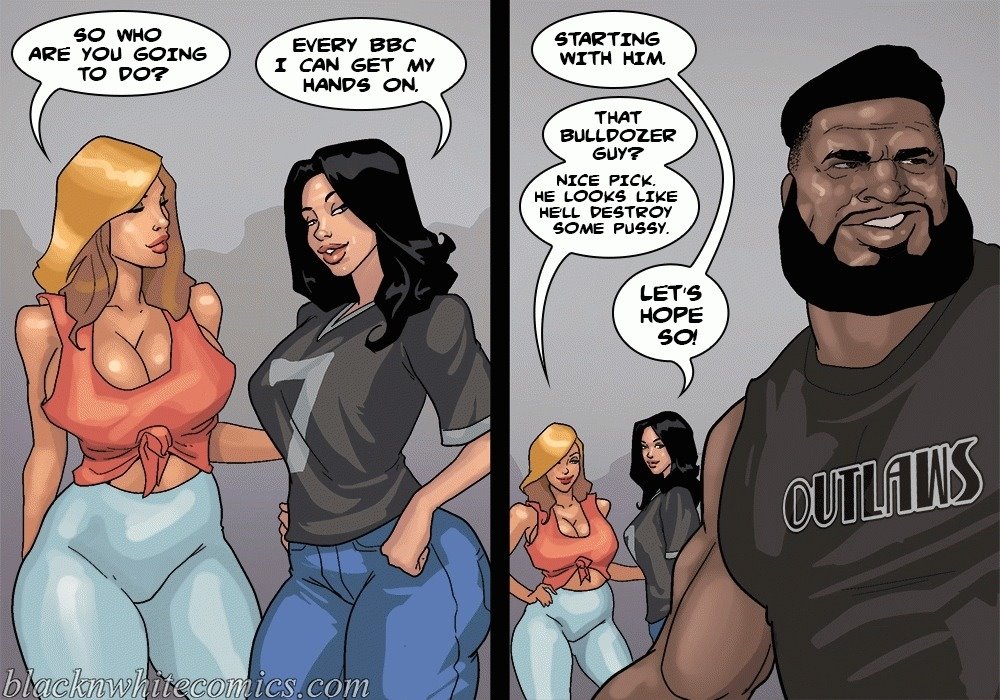 SO WHO
ARE YOU GOING
TO DO?
EVERY BBC
I CAN GET MY
HANDS ON.
STARTING
WITH HIM.
THAT
BULLDOZER
GUY?
NICE PICK.
HE LOOKS LIKE
HELL DESTROY
SOME PUSSY.
LET'S
HOPE
SO!
7
OUTLAWS
blacknwhitecomics.com